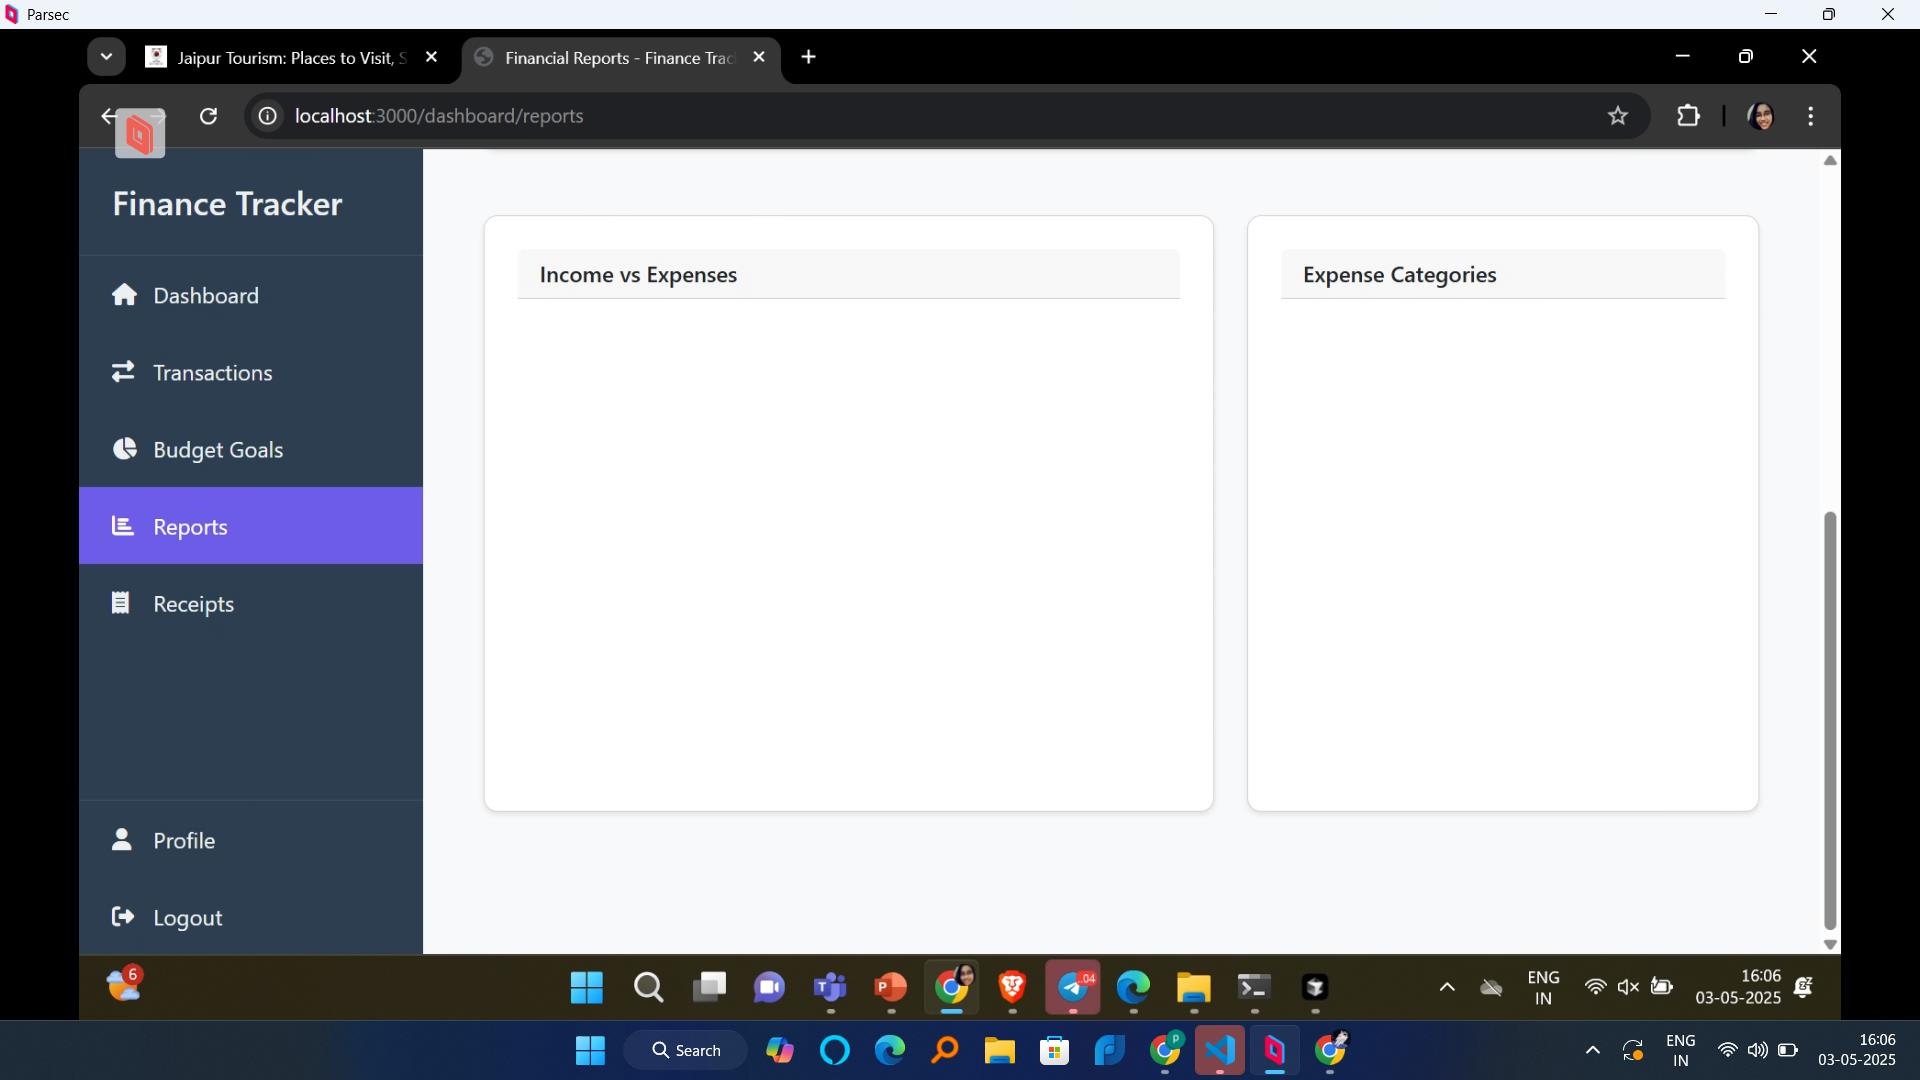 Parsec
Jaipur Tourism: Places to Visit, S
Financial Reports - Finance Trac
localhost:3000/dashboard/reports
Finance Tracker
Dashboard
Transactions
Budget Goals
Reports
Receipts
Profile
Logout
Income vs Expenses
Expense Categories
6
.04
ENG
IN
16:06
03-05-2025
Search
P
ENG
IN
16:06
03-05-2025